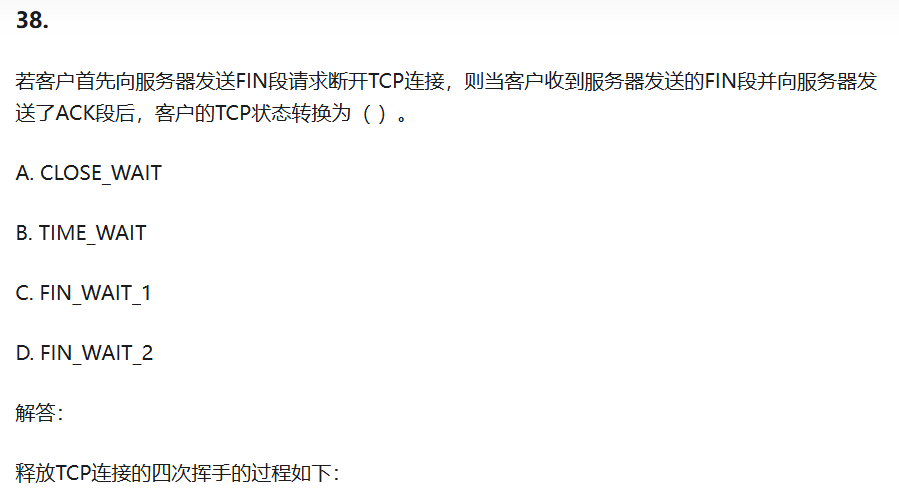 38.
若客户首先向服务器发送FIN段请求断开TCP连接，则当客户收到服务器发送的FIN段并向服务器发
送了ACK段后，客户的TCP状态转换为（ ）。
A. CLOSE_WAIT
B. TIME_WAIT
C. FIN_WAIT_1
D. FIN_WAIT_2
解答：
释放TCP连接的四次挥手的过程如下：